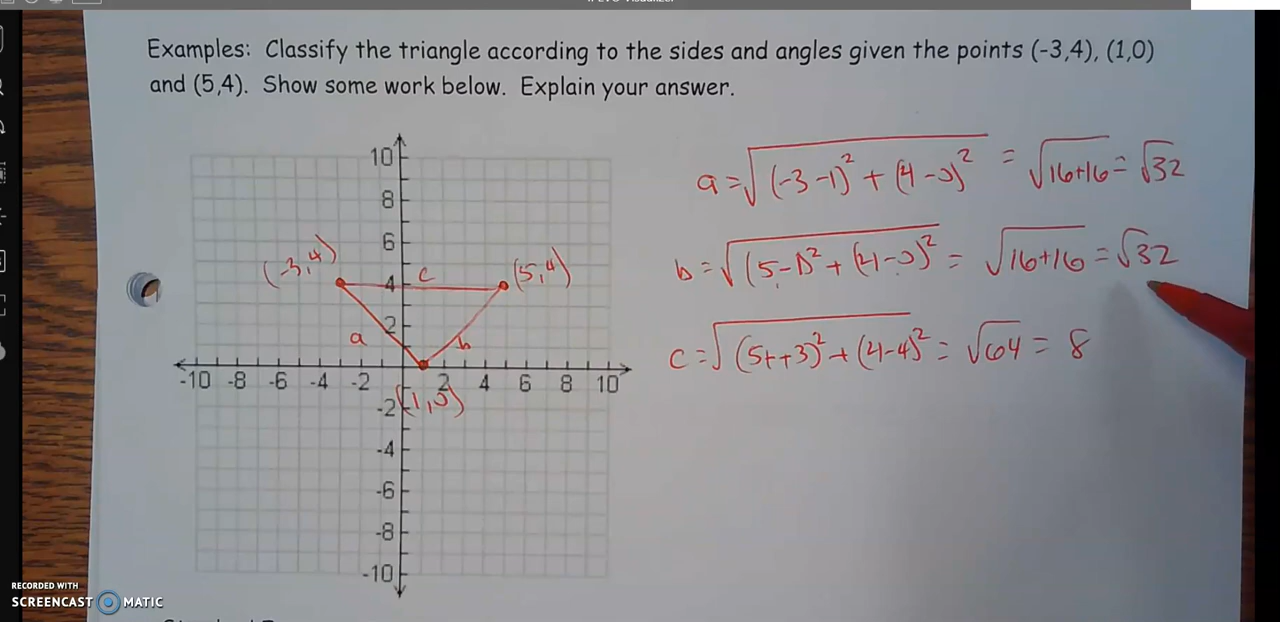 Examples: Classify the triangle according to the sides and angles given the points (-3,4), (1,0)
and (5,4). Show some work below. Explain your answer.
a = √(-3-1)² + (4-0)² = √16+16 = √32
b = √(5-1)² + (4-0)² = √16+16 = √32
c = √(5++3)² + (4-4)² = √64 = 8
10
8
6
(-3,4)
4
c
(5,4)
2
a
b
-10 -8 -6 -4 -2 2 4 6 8 10
-2
(1,0)
-4
-6
-8
-10
RECORDED WITH
SCREENCAST MATIC